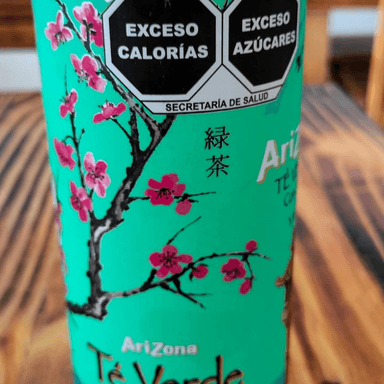 EXCESO
CALORÍAS
EXCESO
AZÚCARES
SECRETARÍA DE SALUD
緑
茶
AriZona
Té Verde